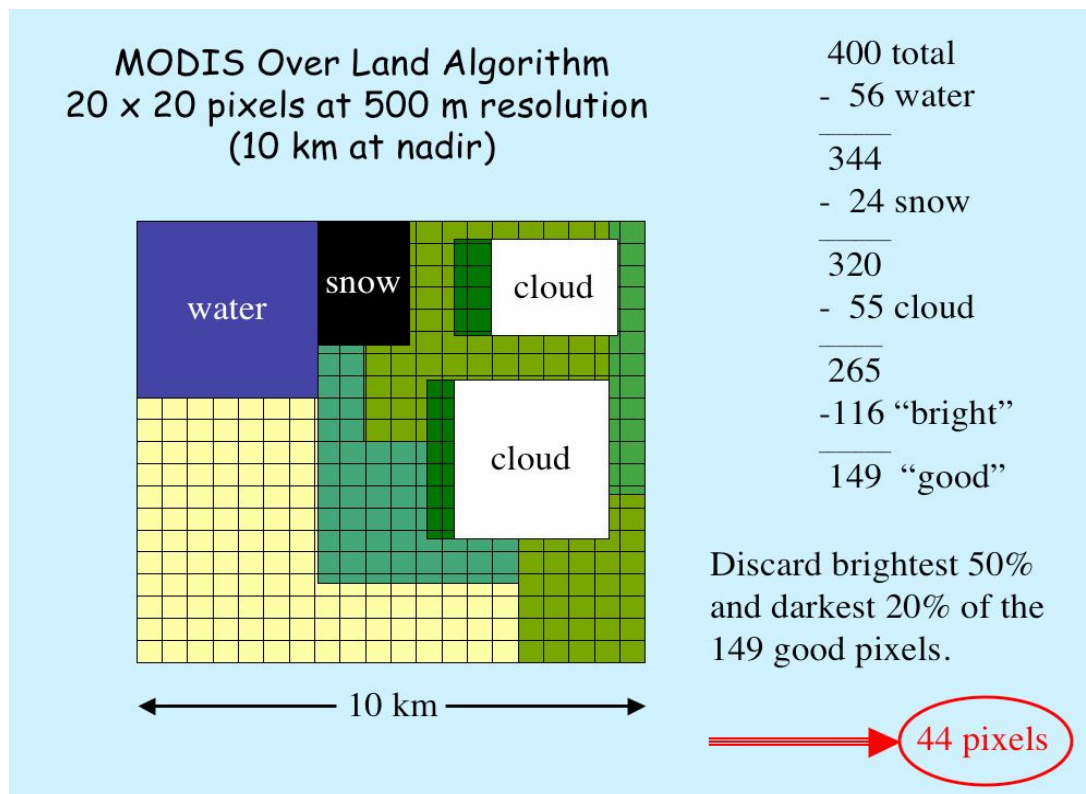 MODIS Over Land Algorithm
20 x 20 pixels at 500 m resolution
(10 km at nadir)
400 total
- 56 water
344
- 24 snow
320
- 55 cloud
265
-116 “bright”
149 “good”
water
snow
cloud
cloud
10 km
Discard brightest 50%
and darkest 20% of the
149 good pixels.
44 pixels